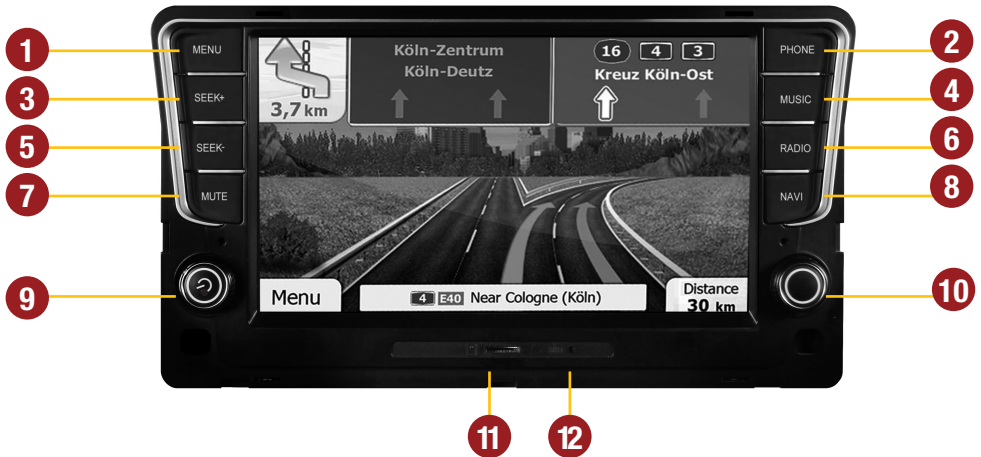 1
MENU
2
PHONE
3
SEEK+
4
MUSIC
5
SEEK-
6
RADIO
7
MUTE
8
NAVI
9
10
11
12
3,7 km
Köln-Zentrum
Köln-Deutz
16 4 3
Kreuz Köln-Ost
Menu
4 E40 Near Cologne (Köln)
Distance
30 km